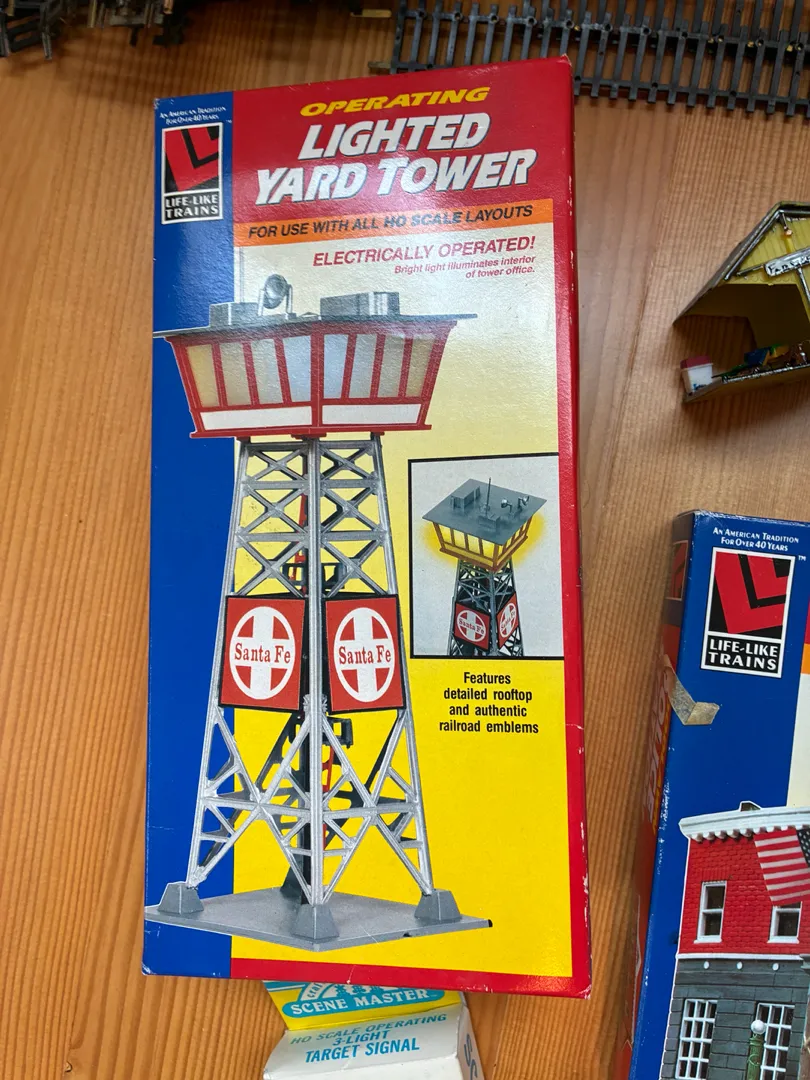 AN AMERICAN TRADITION
FOR OVER 40 YEARS
LIFE-LIKE
TRAINS
OPERATING
LIGHTED
YARD TOWER
FOR USE WITH ALL HO SCALE LAYOUTS
ELECTRICALLY OPERATED!
Bright light illuminates interior
of tower office.
Santa Fe
Santa Fe
Santa Fe
Features
detailed rooftop
and authentic
railroad emblems
AN AMERICAN TRADITION
FOR OVER 40 YEARS
TM
LIFE-LIKE
TRAINS
SCENE MASTER
HO SCALE OPERATING
3-LIGHT
TARGET SIGNAL